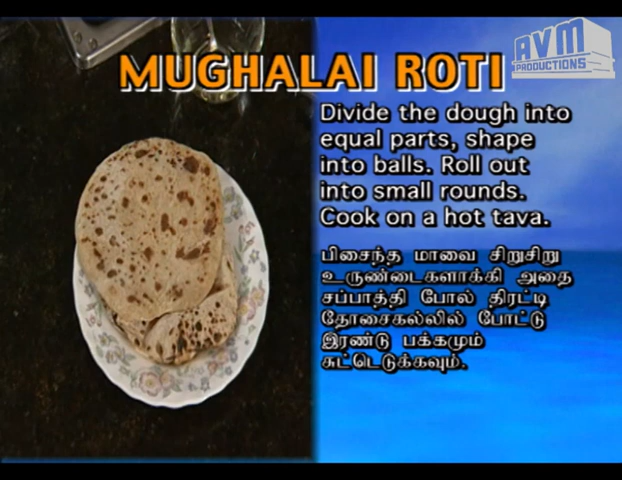 AVM
PRODUCTIONS
MUGHALAI ROTI
Divide the dough into
equal parts, shape
into balls. Roll out
into small rounds.
Cook on a hot tava.
பிசைந்த மாவை சிறுசிறு
உருண்டைகளாக்கி அதை
சப்பாத்தி போல் திரட்டி
தோசைகல்லில் போட்டு
இரண்டு பக்கமும்
சுட்டெடுக்கவும்.